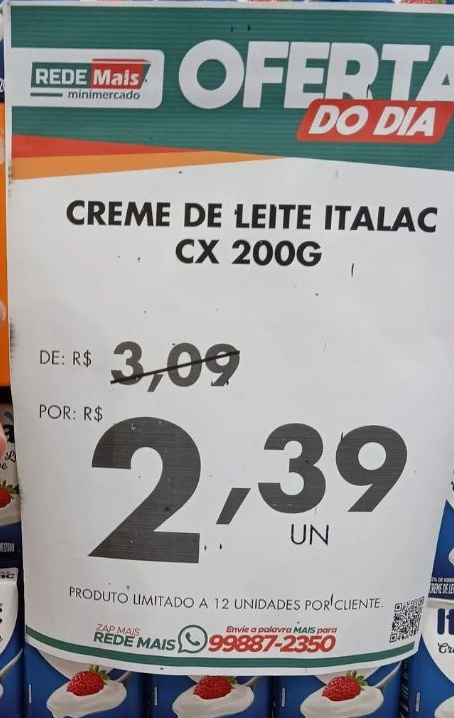 REDE Mais
minimercado
OFERTA
DO DIA
CREME DE LEITE ITALAC
CX 200G
DE: R$ 3,09
POR: R$
2,39
UN
PRODUTO LIMITADO A 12 UNIDADES POR CLIENTE.
ZAP MAIS
REDE MAIS
Envie a palavra MAIS para
99887-2350